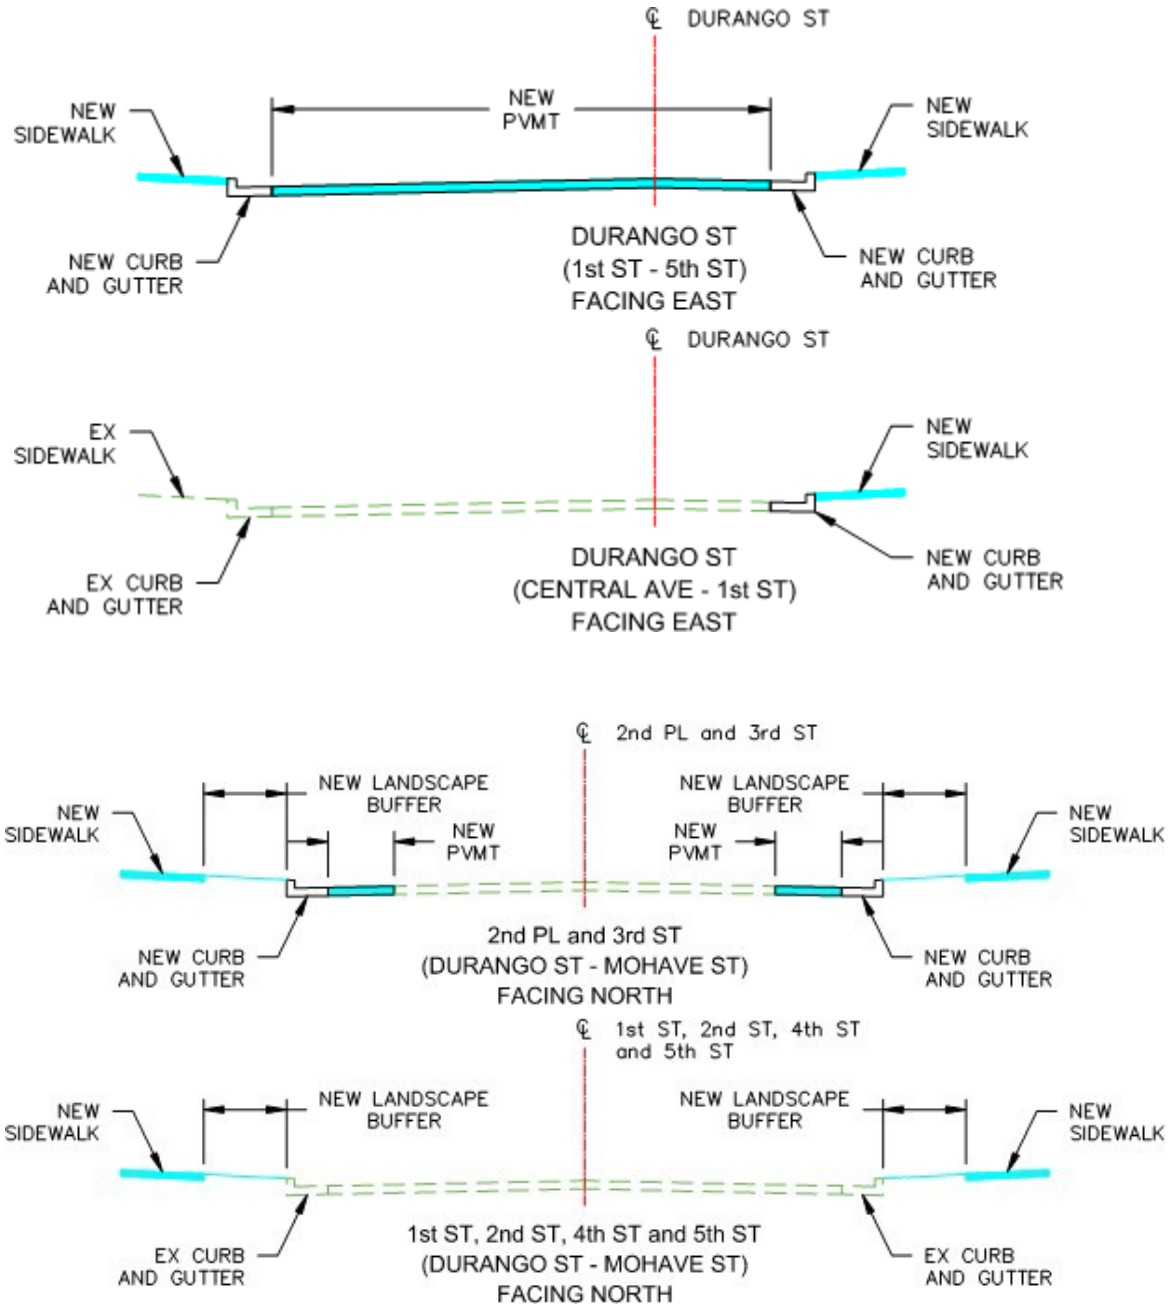 ℄ DURANGO ST
NEW
SIDEWALK
NEW
PVMT
NEW
SIDEWALK
NEW CURB
AND GUTTER
DURANGO ST
(1st ST - 5th ST)
FACING EAST
NEW CURB
AND GUTTER
℄ DURANGO ST
EX
SIDEWALK
NEW
SIDEWALK
EX CURB
AND GUTTER
DURANGO ST
(CENTRAL AVE - 1st ST)
FACING EAST
NEW CURB
AND GUTTER
℄ 2nd PL and 3rd ST
NEW LANDSCAPE
BUFFER
NEW LANDSCAPE
BUFFER
NEW
SIDEWALK
NEW
PVMT
NEW
PVMT
NEW
SIDEWALK
NEW CURB
AND GUTTER
2nd PL and 3rd ST
(DURANGO ST - MOHAVE ST)
FACING NORTH
NEW CURB
AND GUTTER
℄ 1st ST, 2nd ST, 4th ST
and 5th ST
NEW LANDSCAPE
BUFFER
NEW LANDSCAPE
BUFFER
NEW
SIDEWALK
NEW
SIDEWALK
EX CURB
AND GUTTER
1st ST, 2nd ST, 4th ST and 5th ST
(DURANGO ST - MOHAVE ST)
FACING NORTH
EX CURB
AND GUTTER